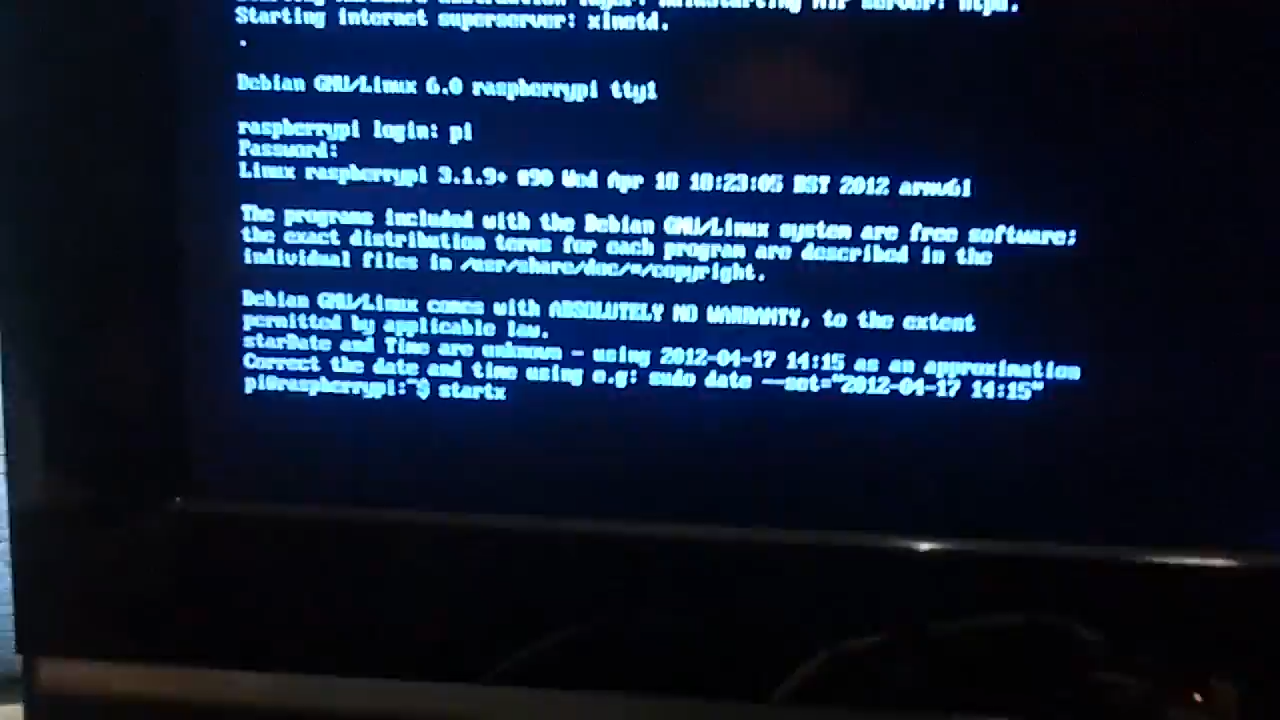 Starting NTP server: ntpd.
Starting internet superserver: xinetd.
.
Debian GNU/Linux 6.0 raspberrypi tty1
raspberrypi login: pi
Password:
Linux raspberrypi 3.1.9+ #90 Wed Apr 18 18:23:05 BST 2012 armv6l
The programs included with the Debian GNU/Linux system are free software;
the exact distribution terms for each program are described in the
individual files in /usr/share/doc/*/copyright.
Debian GNU/Linux comes with ABSOLUTELY NO WARRANTY, to the extent
permitted by applicable law.
starDate and Time are unknown - using 2012-04-17 14:15 as an approximation
Correct the date and time using e.g: sudo date --set="2012-04-17 14:15"
pi@raspberrypi:~$ startx